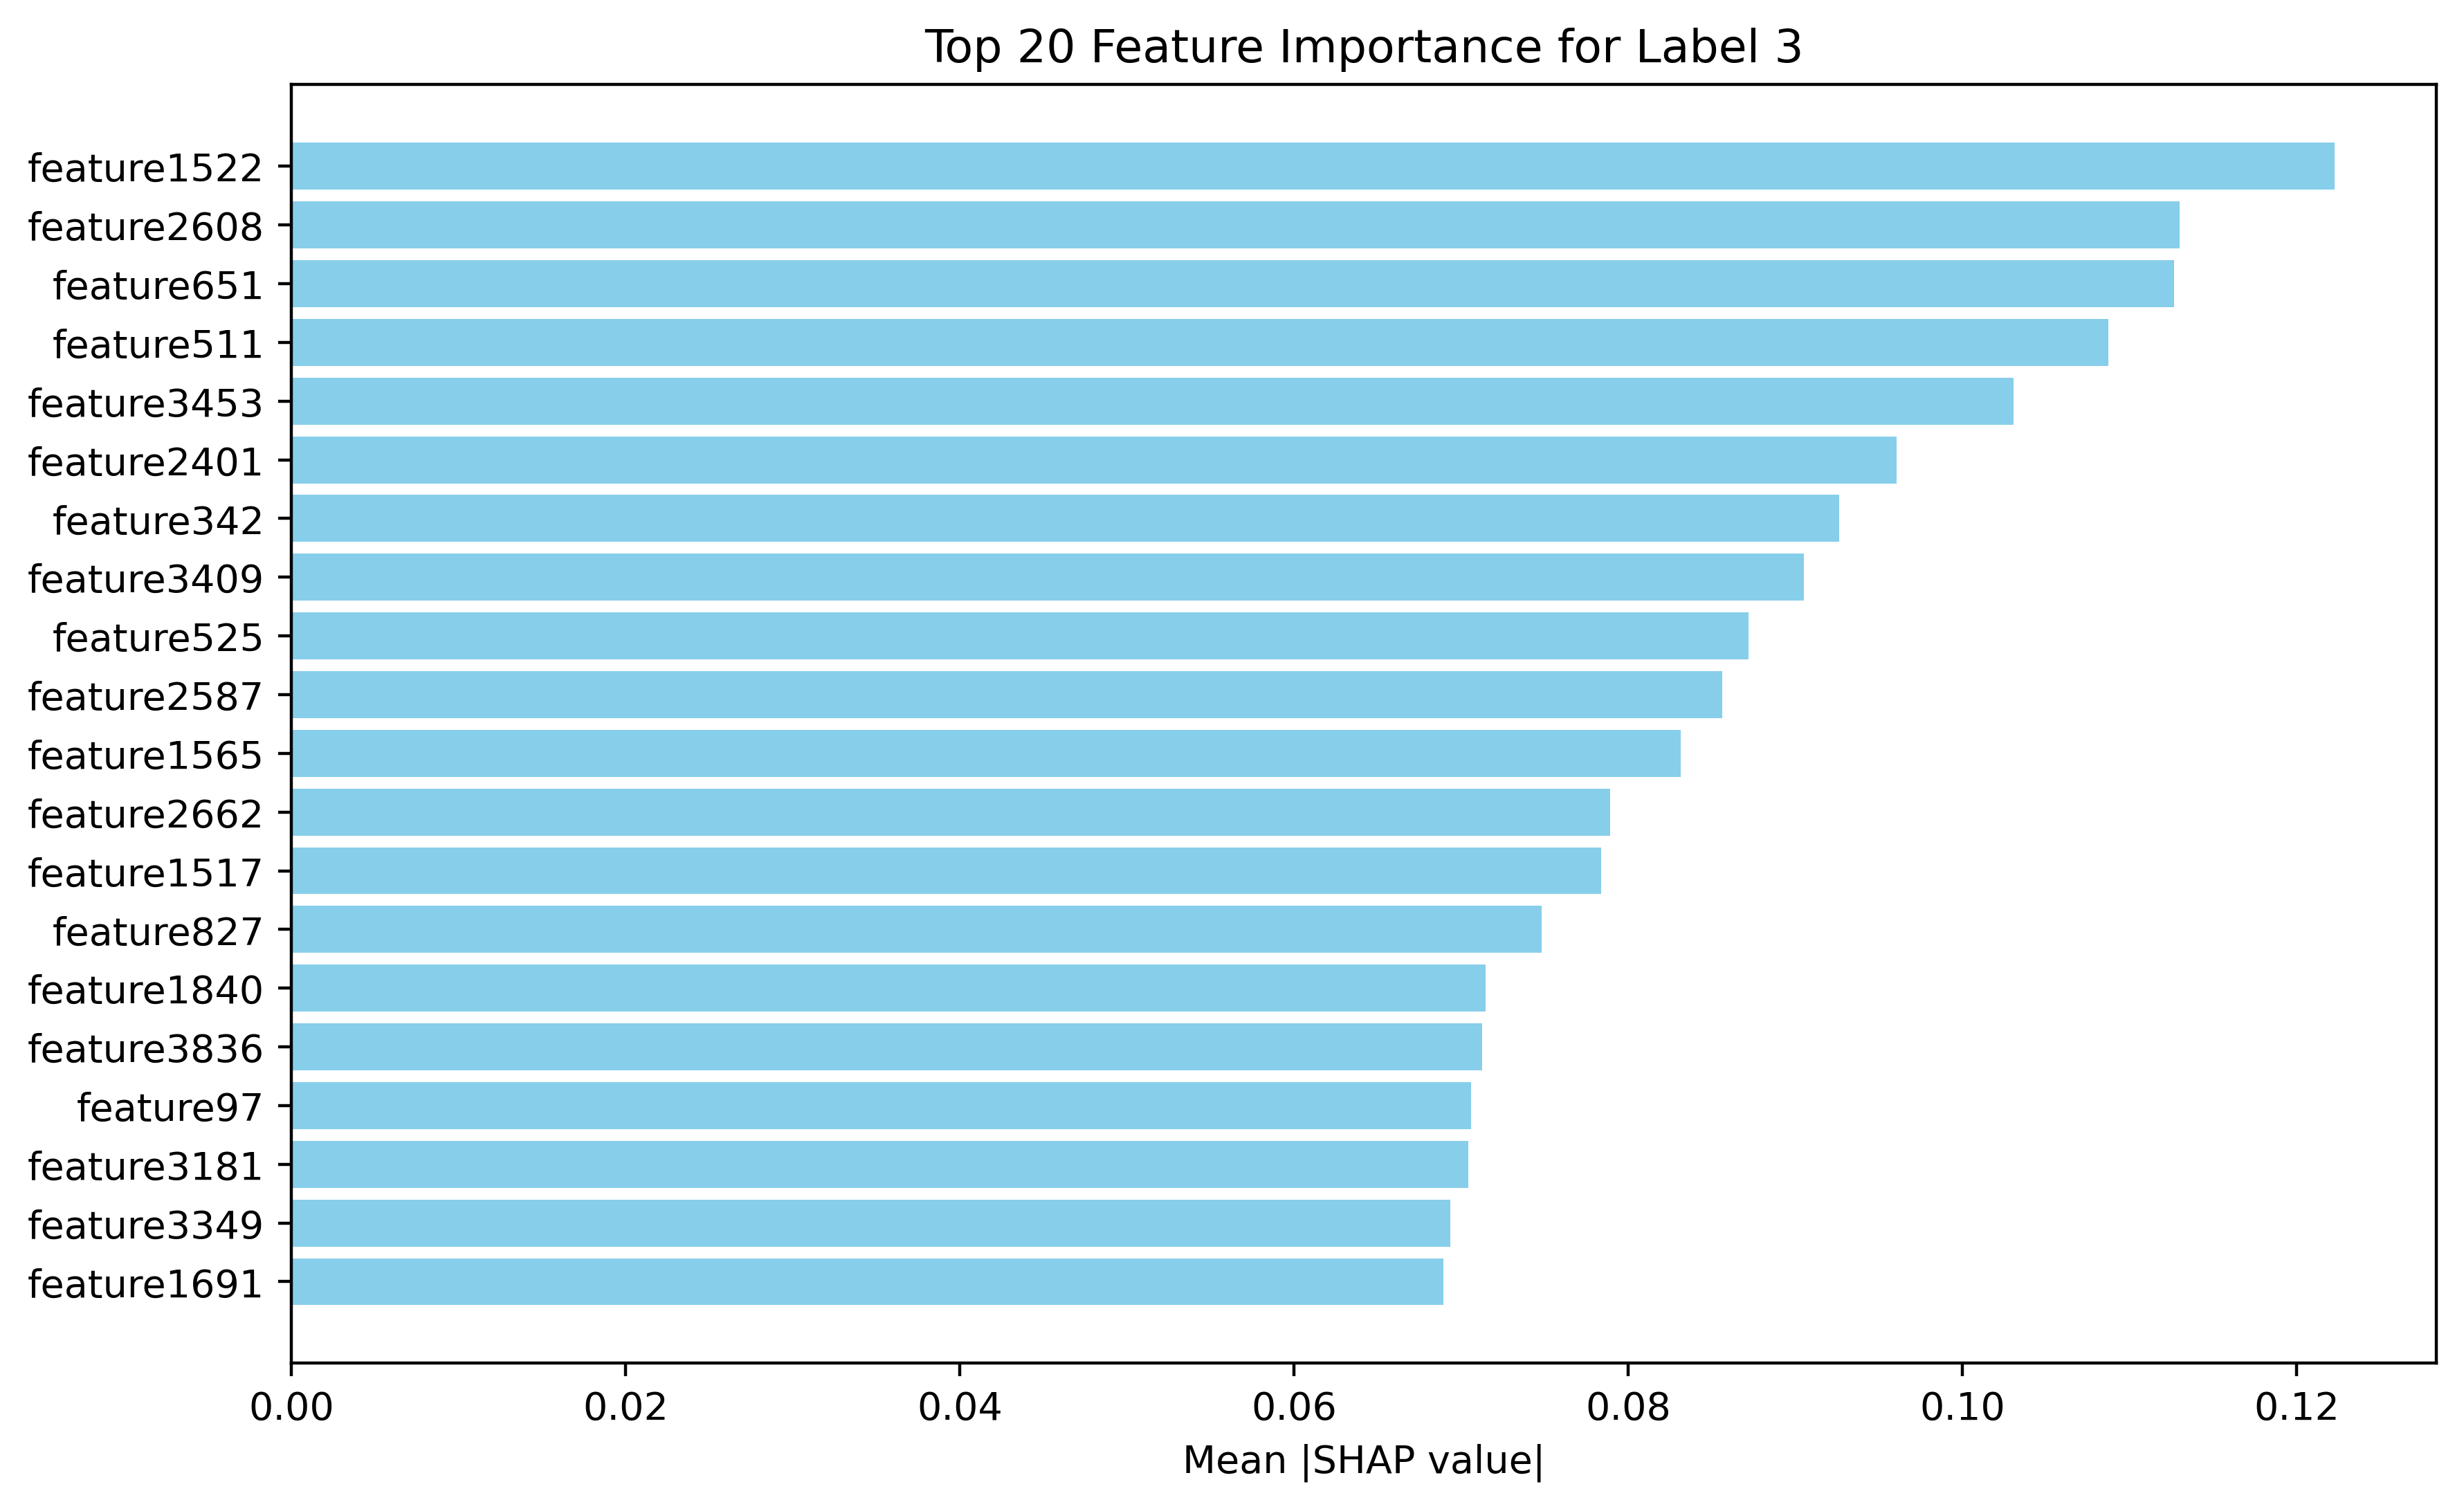 Top 20 Feature Importance for Label 3
feature1522
feature2608
feature651
feature511
feature3453
feature2401
feature342
feature3409
feature525
feature2587
feature1565
feature2662
feature1517
feature827
feature1840
feature3836
feature97
feature3181
feature3349
feature1691
0.00 0.02 0.04 0.06 0.08 0.10 0.12
Mean |SHAP value|